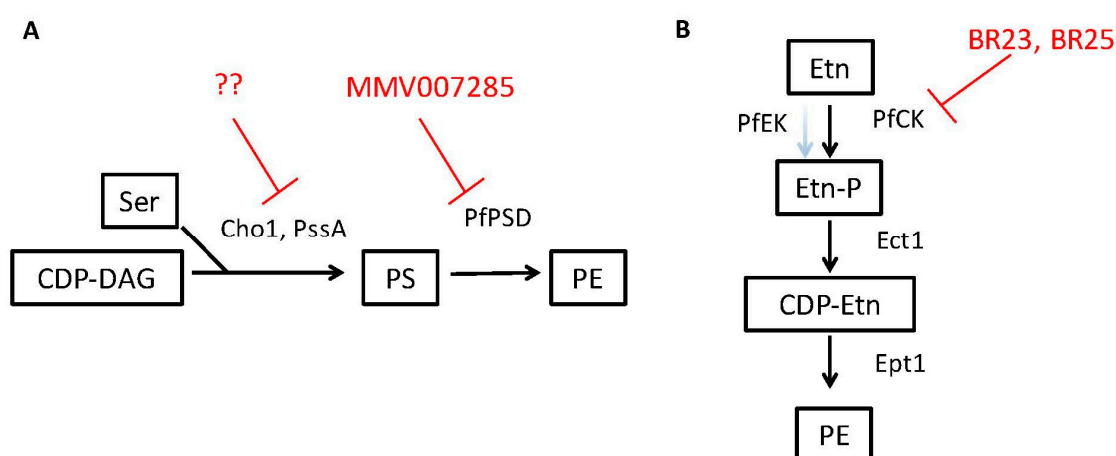 A
??
MMV007285
Ser
Cho1, PssA
PfPSD
CDP-DAG
PS
PE
B
BR23, BR25
Etn
PfEK
PfCK
Etn-P
Ect1
CDP-Etn
Ept1
PE